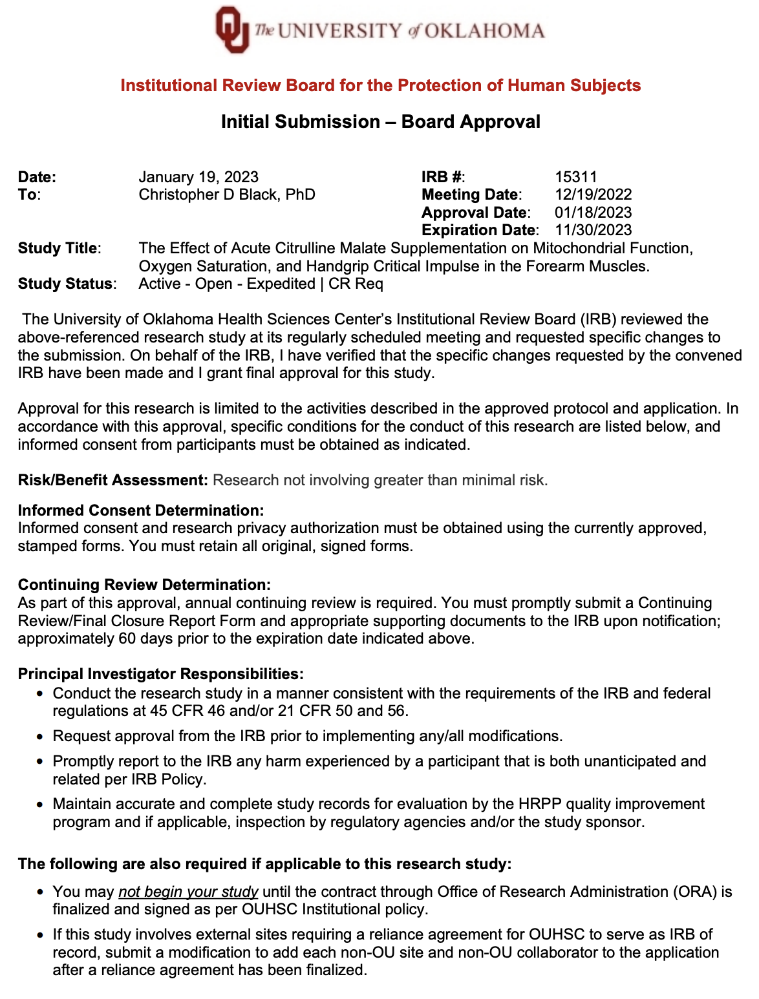 The UNIVERSITY of OKLAHOMA
Institutional Review Board for the Protection of Human Subjects
Initial Submission – Board Approval
Date: January 19, 2023 IRB #: 15311
To: Christopher D Black, PhD Meeting Date: 12/19/2022
Approval Date: 01/18/2023
Expiration Date: 11/30/2023
Study Title: The Effect of Acute Citrulline Malate Supplementation on Mitochondrial Function,
Oxygen Saturation, and Handgrip Critical Impulse in the Forearm Muscles.
Study Status: Active - Open - Expedited | CR Req
The University of Oklahoma Health Sciences Center’s Institutional Review Board (IRB) reviewed the
above-referenced research study at its regularly scheduled meeting and requested specific changes to
the submission. On behalf of the IRB, I have verified that the specific changes requested by the convened
IRB have been made and I grant final approval for this study.
Approval for this research is limited to the activities described in the approved protocol and application. In
accordance with this approval, specific conditions for the conduct of this research are listed below, and
informed consent from participants must be obtained as indicated.
Risk/Benefit Assessment: Research not involving greater than minimal risk.
Informed Consent Determination:
Informed consent and research privacy authorization must be obtained using the currently approved,
stamped forms. You must retain all original, signed forms.
Continuing Review Determination:
As part of this approval, annual continuing review is required. You must promptly submit a Continuing
Review/Final Closure Report Form and appropriate supporting documents to the IRB upon notification;
approximately 60 days prior to the expiration date indicated above.
Principal Investigator Responsibilities:
• Conduct the research study in a manner consistent with the requirements of the IRB and federal
regulations at 45 CFR 46 and/or 21 CFR 50 and 56.
• Request approval from the IRB prior to implementing any/all modifications.
• Promptly report to the IRB any harm experienced by a participant that is both unanticipated and
related per IRB Policy.
• Maintain accurate and complete study records for evaluation by the HRPP quality improvement
program and if applicable, inspection by regulatory agencies and/or the study sponsor.
The following are also required if applicable to this research study:
• You may not begin your study until the contract through Office of Research Administration (ORA) is
finalized and signed as per OUHSC Institutional policy.
• If this study involves external sites requiring a reliance agreement for OUHSC to serve as IRB of
record, submit a modification to add each non-OU site and non-OU collaborator to the application
after a reliance agreement has been finalized.